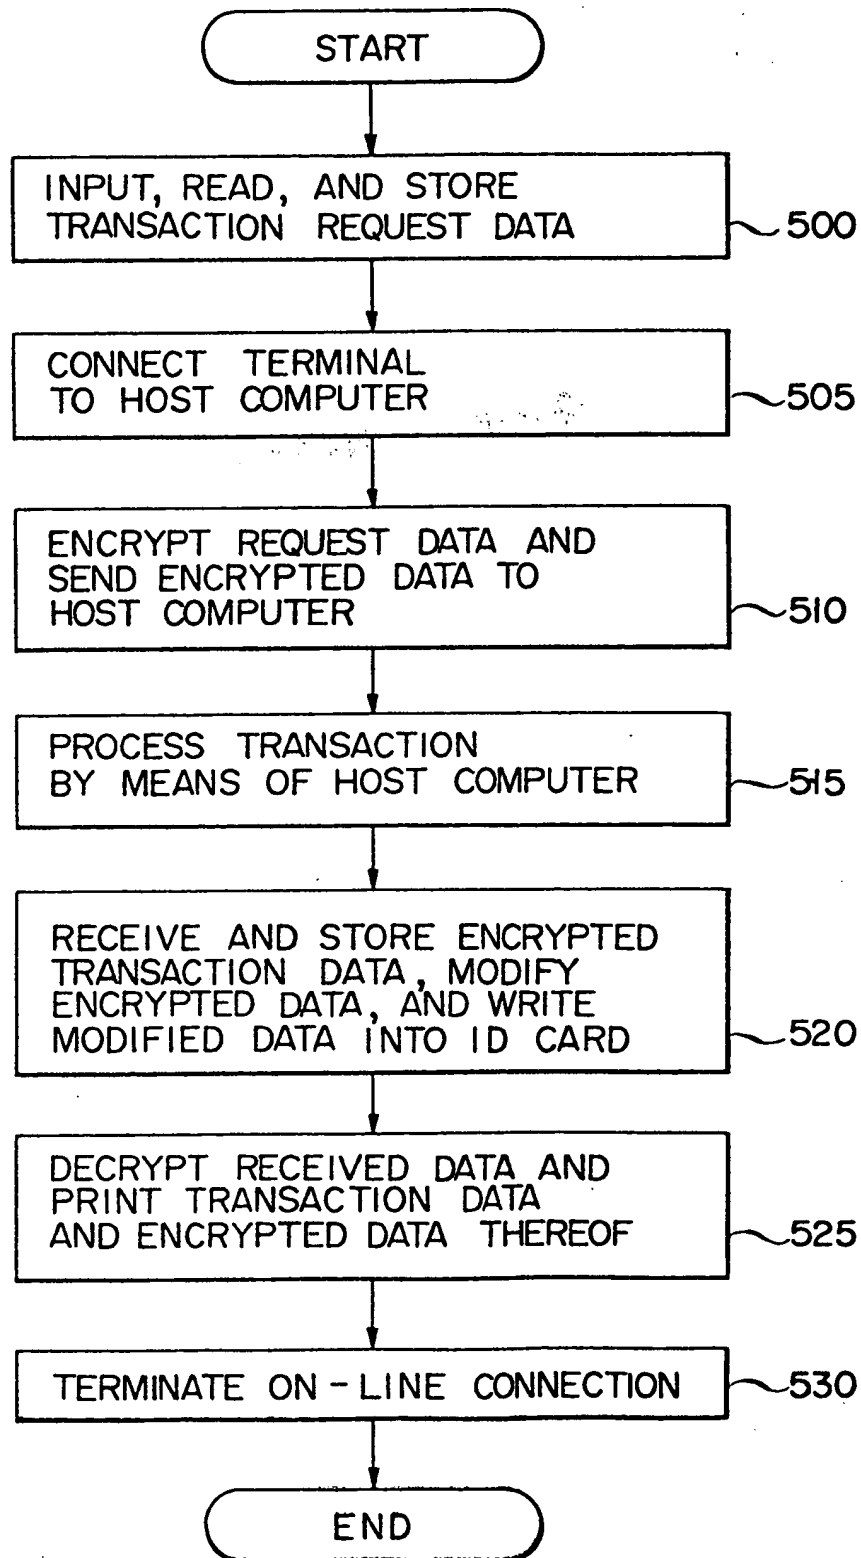 START
INPUT, READ, AND STORE
TRANSACTION REQUEST DATA
500
CONNECT TERMINAL
TO HOST COMPUTER
505
ENCRYPT REQUEST DATA AND
SEND ENCRYPTED DATA TO
HOST COMPUTER
510
PROCESS TRANSACTION
BY MEANS OF HOST COMPUTER
515
RECEIVE AND STORE ENCRYPTED
TRANSACTION DATA, MODIFY
ENCRYPTED DATA, AND WRITE
MODIFIED DATA INTO ID CARD
520
DECRYPT RECEIVED DATA AND
PRINT TRANSACTION DATA
AND ENCRYPTED DATA THEREOF
525
TERMINATE ON-LINE CONNECTION
530
END